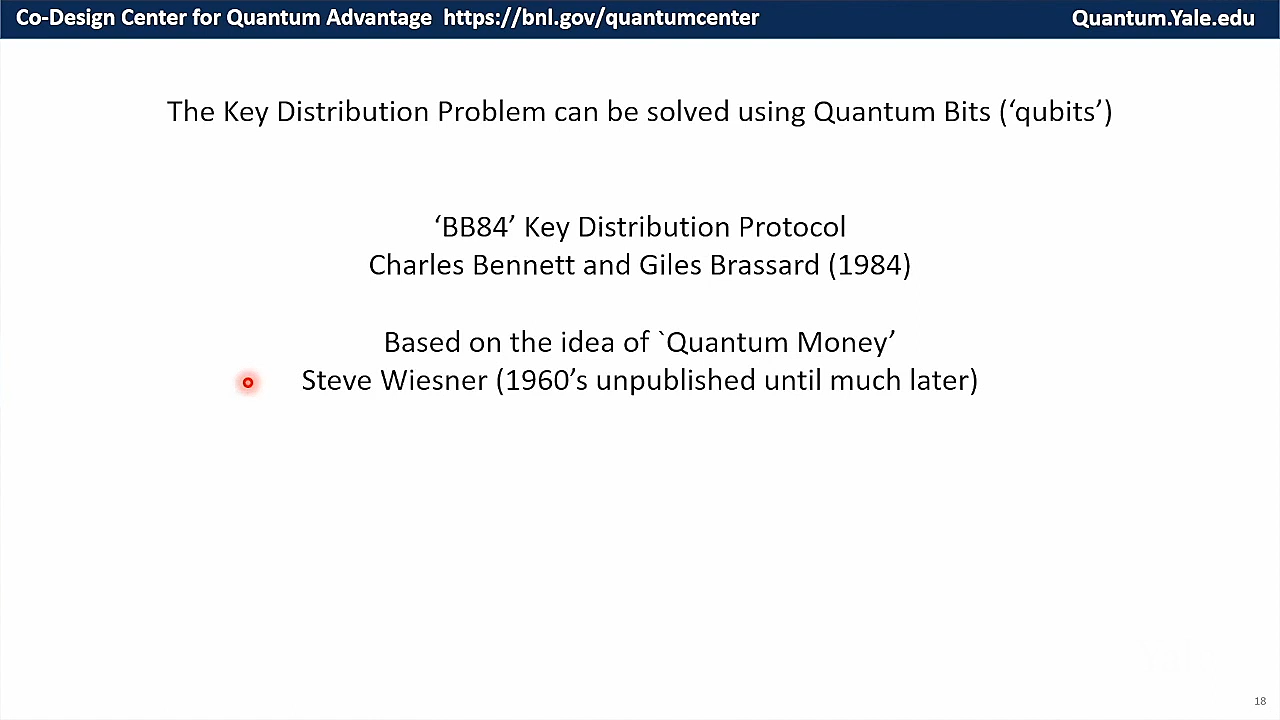 Co-Design Center for Quantum Advantage https://bnl.gov/quantumcenter
Quantum.Yale.edu
The Key Distribution Problem can be solved using Quantum Bits (‘qubits’)
‘BB84’ Key Distribution Protocol
Charles Bennett and Giles Brassard (1984)
Based on the idea of `Quantum Money’
Steve Wiesner (1960’s unpublished until much later)
18